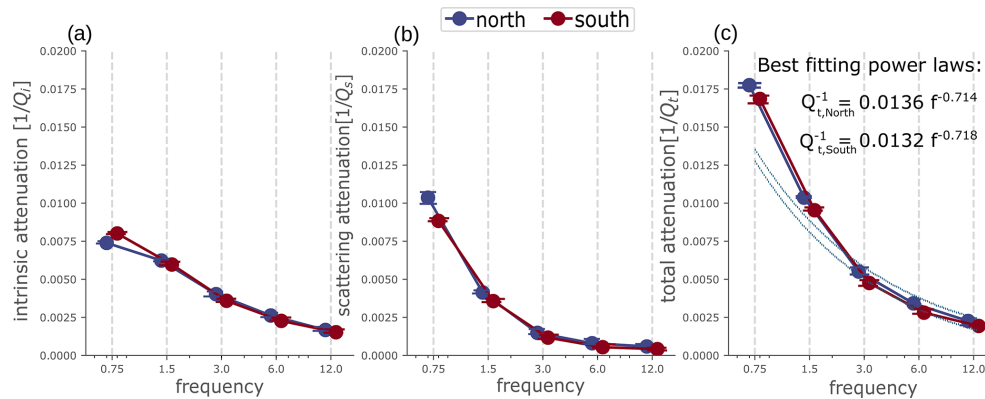 north south
(a)
intrinsic attenuation [1/Qi]
0.0200
0.0175
0.0150
0.0125
0.0100
0.0075
0.0050
0.0025
0.0000
0.75 1.5 3.0 6.0 12.0
frequency
(b)
scattering attenuation[1/Qs]
0.0200
0.0175
0.0150
0.0125
0.0100
0.0075
0.0050
0.0025
0.0000
0.75 1.5 3.0 6.0 12.0
frequency
(c)
total attenuation[1/Qt]
0.0200
0.0175
0.0150
0.0125
0.0100
0.0075
0.0050
0.0025
0.0000
Best fitting power laws:
Q-1t,North = 0.0136 f-0.714
Q-1t,South = 0.0132 f-0.718
0.75 1.5 3.0 6.0 12.0
frequency